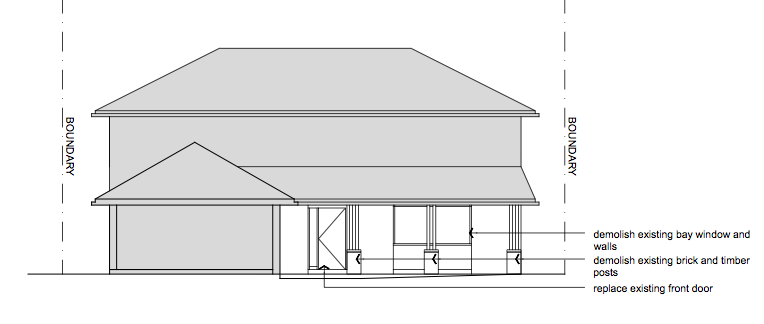 BOUNDARY
BOUNDARY
demolish existing bay window and
walls
demolish existing brick and timber
posts
replace existing front door